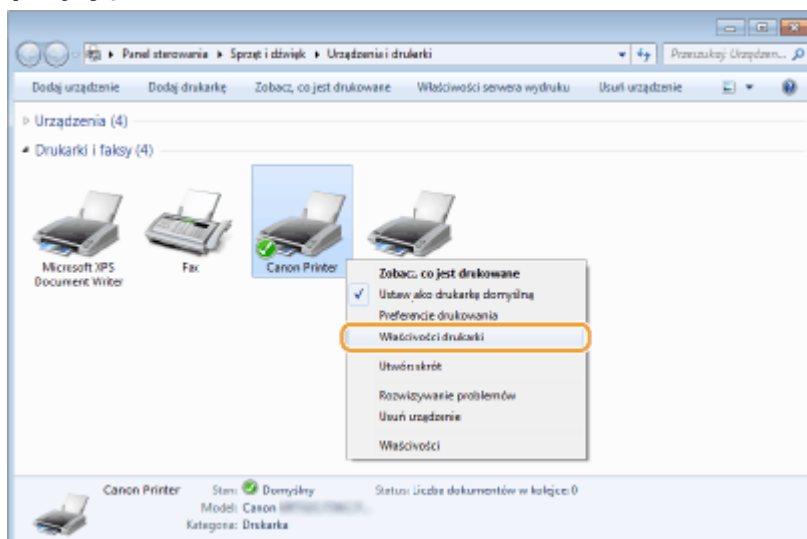 Panel sterowania ▸ Sprzęt i dźwięk ▸ Urządzenia i drukarki
Przeszukaj: Urządzen...
Dodaj urządzenie Dodaj drukarkę Zobacz, co jest drukowane Właściwości serwera wydruku Usuń urządzenie
Urządzenia (4)
Drukarki i faksy (4)
Microsoft XPS
Document Writer
Fax
Canon Printer
Zobacz, co jest drukowane
Ustaw jako drukarkę domyślną
Preferencje drukowania
Właściwości drukarki
Utwórz skrót
Rozwiązywanie problemów
Usuń urządzenie
Właściwości
Canon Printer Stan: Domyślny Status: Liczba dokumentów w kolejce: 0
Model: Canon
Kategoria: Drukarka